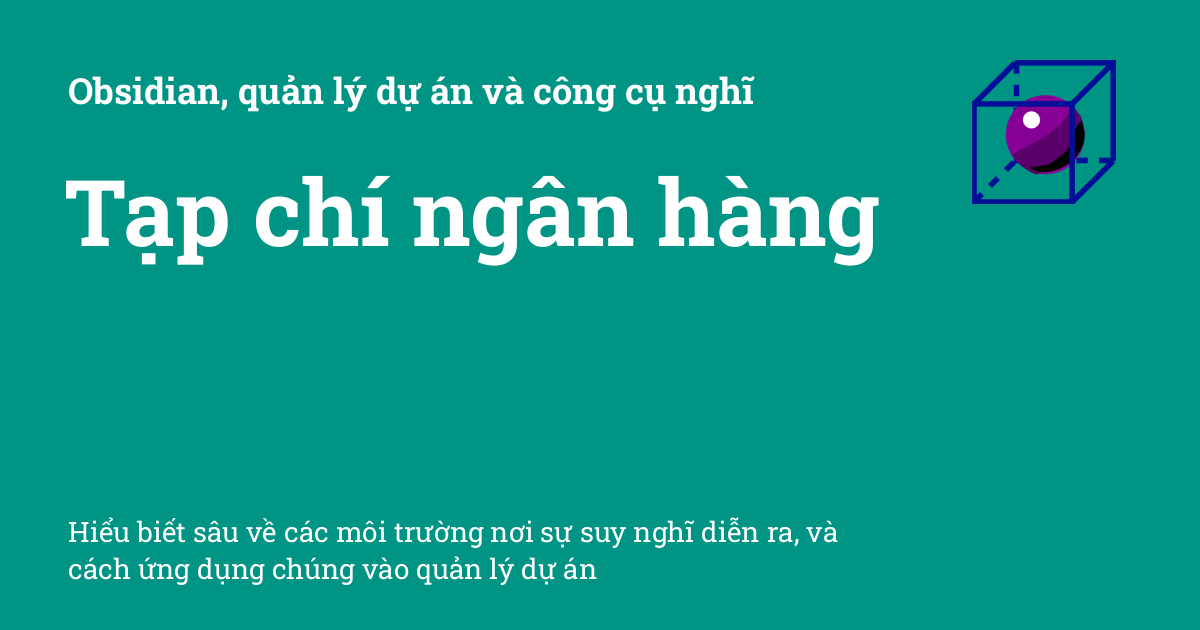 Obsidian, quản lý dự án và công cụ nghĩ
Tạp chí ngân hàng
Hiểu biết sâu về các môi trường nơi sự suy nghĩ diễn ra, và
cách ứng dụng chúng vào quản lý dự án